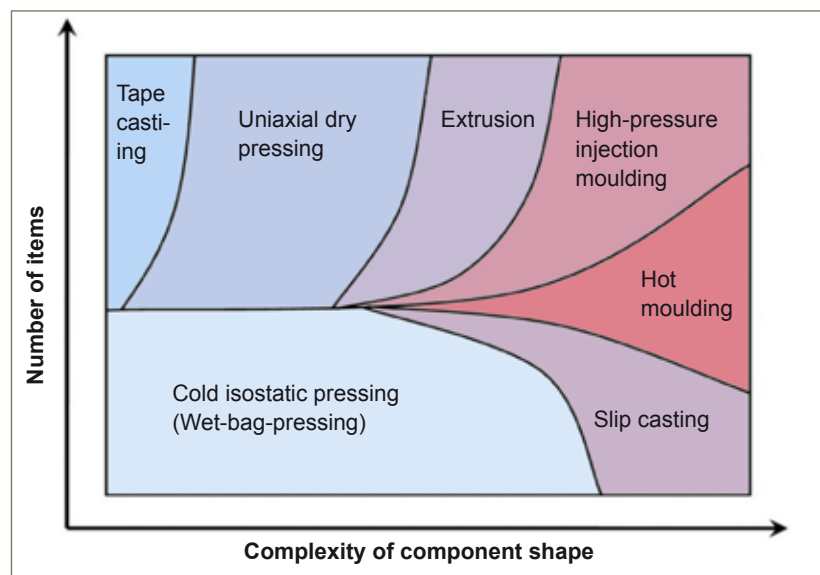 Tape
casti-
ing
Uniaxial dry
pressing
Extrusion
High-pressure
injection
moulding
Hot
moulding
Cold isostatic pressing
(Wet-bag-pressing)
Slip casting
Number of items
Complexity of component shape